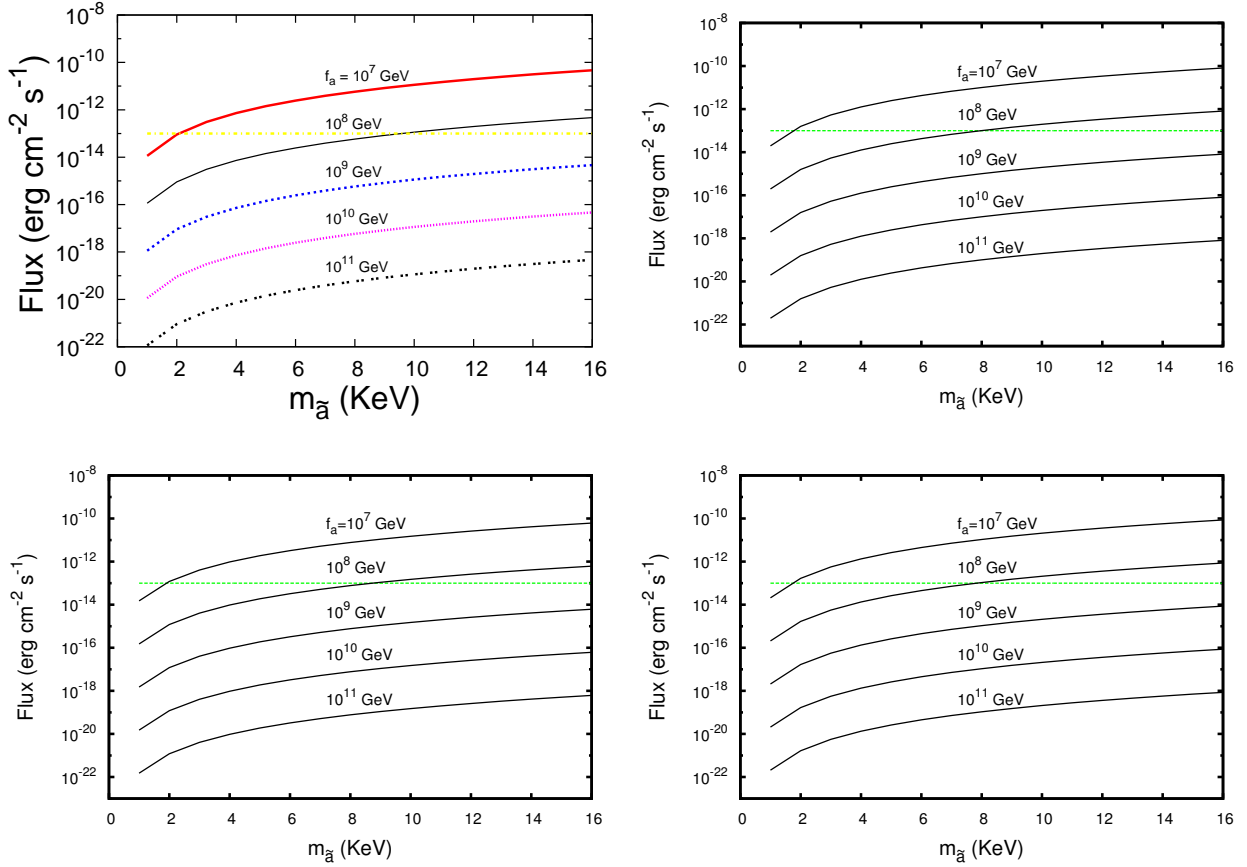 10^-8
10^-10
10^-12
10^-14
10^-16
10^-18
10^-20
10^-22
Flux (erg cm^-2 s^-1)
f_a = 10^7 GeV
10^8 GeV
10^9 GeV
10^10 GeV
10^11 GeV
0 2 4 6 8 10 12 14 16
m_ã (KeV)
10^-8
10^-10
10^-12
10^-14
10^-16
10^-18
10^-20
10^-22
Flux (erg cm^-2 s^-1)
f_a=10^7 GeV
10^8 GeV
10^9 GeV
10^10 GeV
10^11 GeV
0 2 4 6 8 10 12 14 16
m_ã (KeV)
10^-8
10^-10
10^-12
10^-14
10^-16
10^-18
10^-20
10^-22
Flux (erg cm^-2 s^-1)
f_a=10^7 GeV
10^8 GeV
10^9 GeV
10^10 GeV
10^11 GeV
0 2 4 6 8 10 12 14 16
m_ã (KeV)
10^-8
10^-10
10^-12
10^-14
10^-16
10^-18
10^-20
10^-22
Flux (erg cm^-2 s^-1)
f_a=10^7 GeV
10^8 GeV
10^9 GeV
10^10 GeV
10^11 GeV
0 2 4 6 8 10 12 14 16
m_ã (KeV)